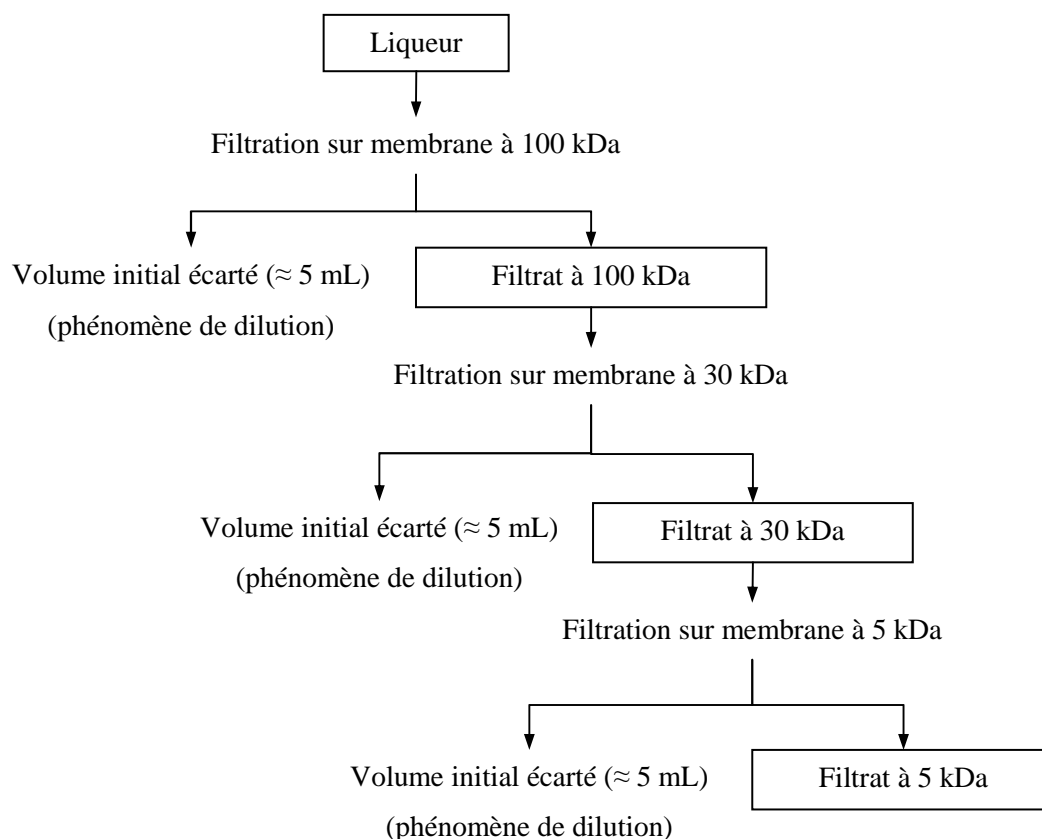 Liqueur
Filtration sur membrane à 100 kDa
Volume initial écarté (≈ 5 mL)
(phénomène de dilution)
Filtrat à 100 kDa
Filtration sur membrane à 30 kDa
Volume initial écarté (≈ 5 mL)
(phénomène de dilution)
Filtrat à 30 kDa
Filtration sur membrane à 5 kDa
Volume initial écarté (≈ 5 mL)
(phénomène de dilution)
Filtrat à 5 kDa